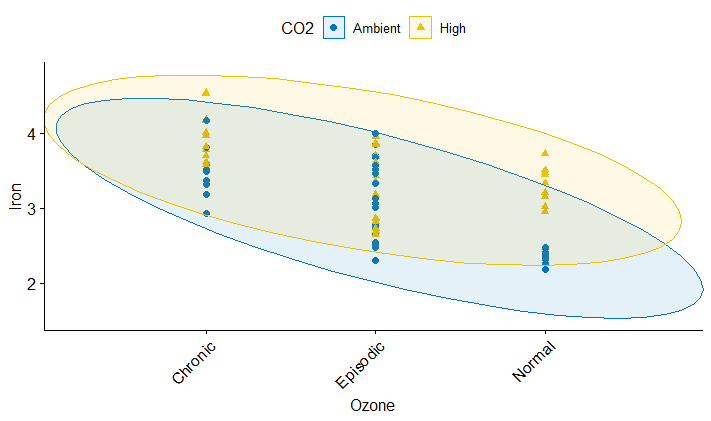 CO2 Ambient High
Iron
4
3
2
Chronic Episodic Normal
Ozone